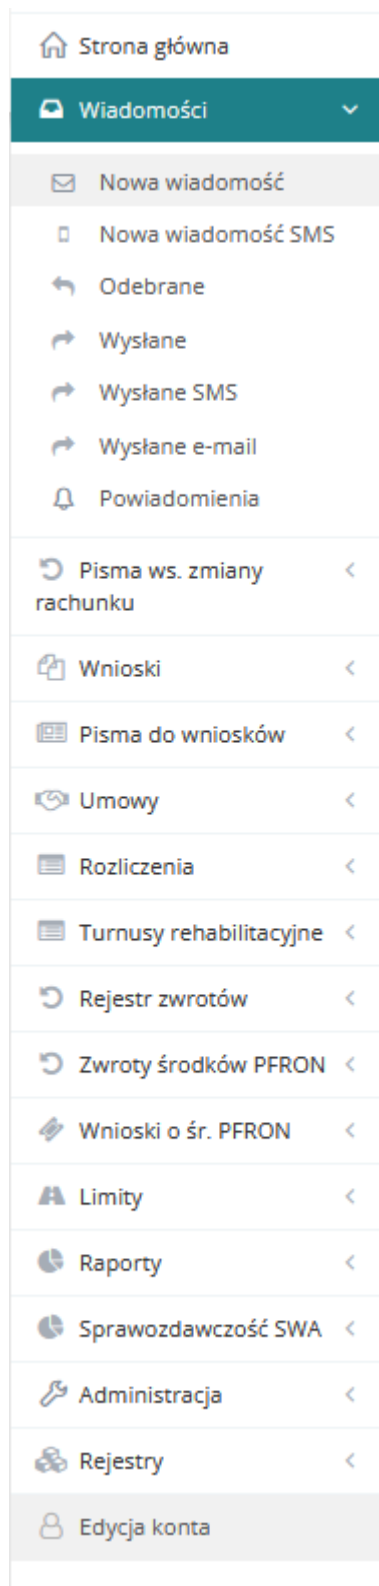 Strona główna
Wiadomości
Nowa wiadomość
Nowa wiadomość SMS
Odebrane
Wysłane
Wysłane SMS
Wysłane e-mail
Powiadomienia
Pisma ws. zmiany
rachunku
Wnioski
Pisma do wniosków
Umowy
Rozliczenia
Turnusy rehabilitacyjne
Rejestr zwrotów
Zwroty środków PFRON
Wnioski o śr. PFRON
Limity
Raporty
Sprawozdawczość SWA
Administracja
Rejestry
Edycja konta